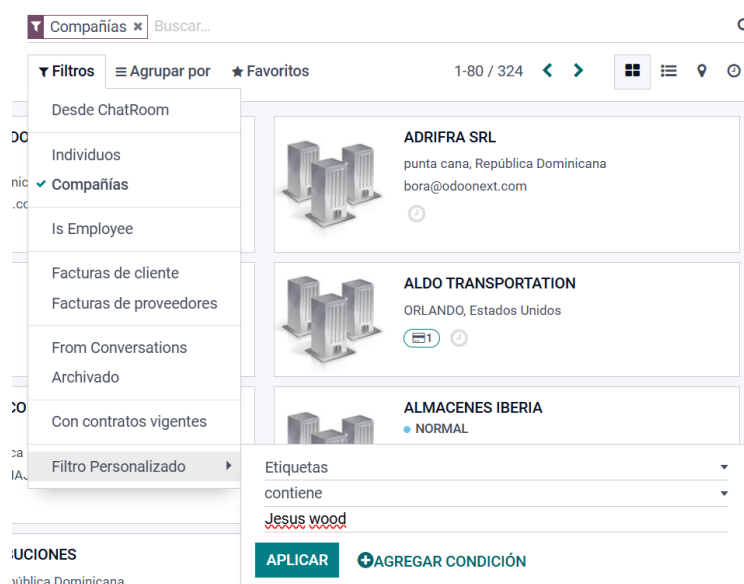 Compañías ×
Buscar...
Filtros
Agrupar por
Favoritos
1-80 / 324
Desde ChatRoom
Individuos
Compañías
Is Employee
Facturas de cliente
Facturas de proveedores
From Conversations
Archivado
Con contratos vigentes
Filtro Personalizado
ADRIFRA SRL
punta cana, República Dominicana
bora@odoonext.com
ALDO TRANSPORTATION
ORLANDO, Estados Unidos
1
ALMACENES IBERIA
NORMAL
Etiquetas
contiene
Jesus wood
APLICAR
AGREGAR CONDICIÓN